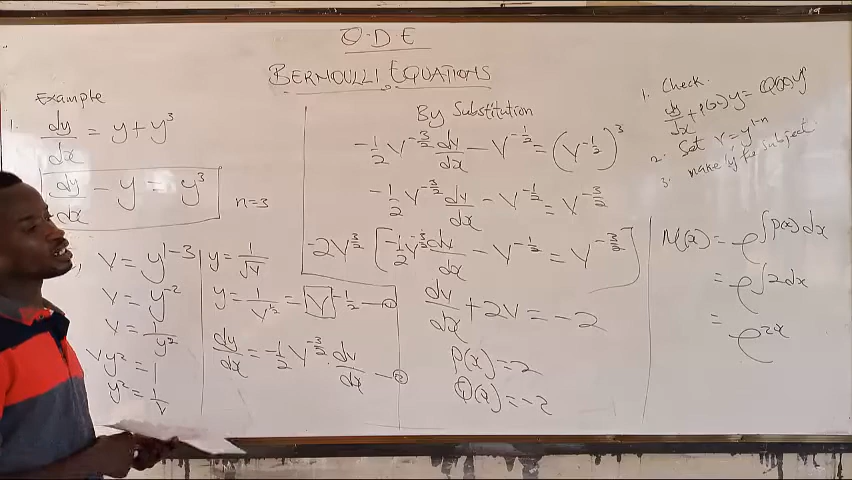 O.D.E
BERNOULLI EQUATIONS
Example
1. dy/dx = y + y³
dy/dx - y = y³
n=3
V = y^(1-3)
V = y^(-2)
V = 1/y²
Vy² = 1
y² = 1/V
y = 1/√V
y = 1/V^(1/2) = V^(-1/2) — ①
dy/dx = -1/2 V^(-3/2) · dV/dx — ②
By Substitution
-1/2 V^(-3/2) dV/dx - V^(-1/2) = (V^(-1/2))³
-1/2 V^(-3/2) dV/dx - V^(-1/2) = V^(-3/2)
-2V^(3/2) [-1/2 V^(-3/2) dV/dx - V^(-1/2) = V^(-3/2)]
dV/dx + 2V = -2
P(x) = 2
Q(x) = -2
1. Check.
dy/dx + P(x)y = Q(x)yⁿ
2. Set V = y^(1-n)
3. make y the subject.
M(x) = e^(∫P(x)dx)
= e^(∫2dx)
= e^(2x)